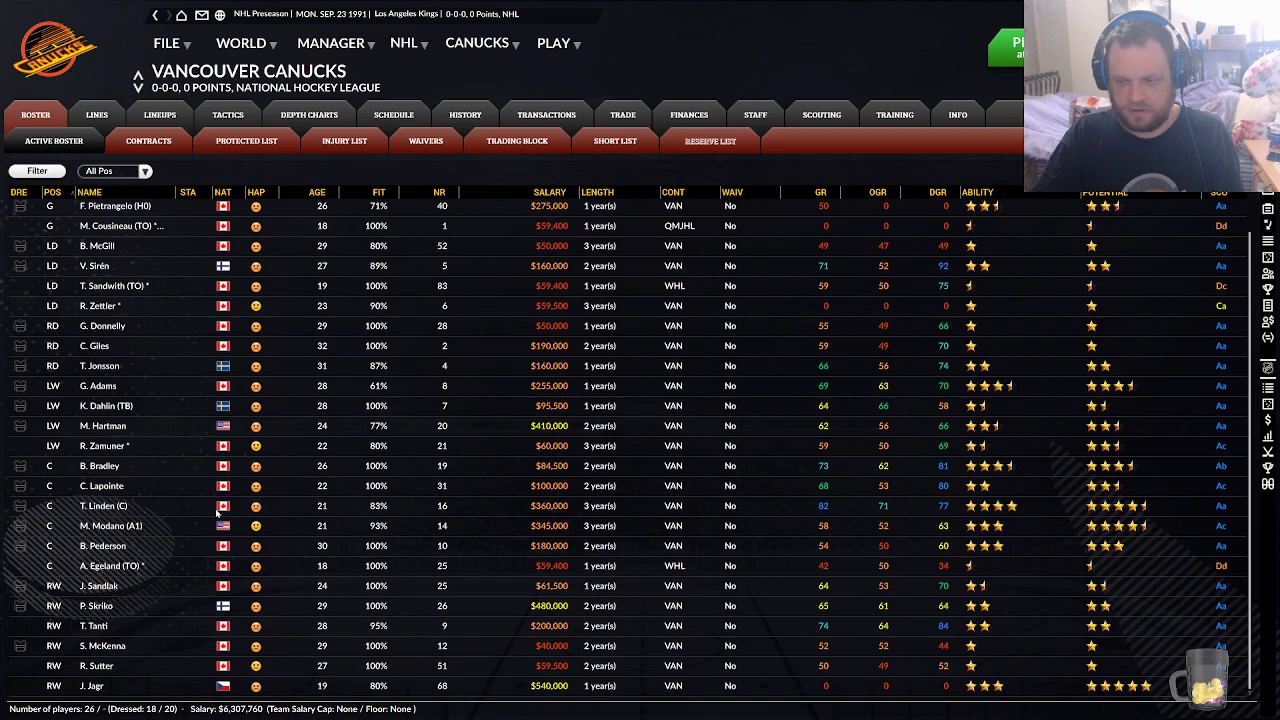 CANUCKS
NHL Preseason | MON. SEP. 23 1991 | Los Angeles Kings | 0-0-0, 0 Points, NHL
FILE WORLD MANAGER NHL CANUCKS PLAY
VANCOUVER CANUCKS
0-0-0, 0 POINTS, NATIONAL HOCKEY LEAGUE
ROSTER LINES LINEUPS TACTICS DEPTH CHARTS SCHEDULE HISTORY TRANSACTIONS TRADE FINANCES STAFF SCOUTING TRAINING INFO
ACTIVE ROSTER CONTRACTS PROTECTED LIST INJURY LIST WAIVERS TRADING BLOCK SHORT LIST RESERVE LIST
Filter All Pos
DRE POS NAME STA NAT HAP AGE FIT NR SALARY LENGTH CONT WAIV GR OGR DGR ABILITY POTENTIAL SCO
G F. Pietrangelo (H0) 26 71% 40 $275,000 1 year(s) VAN No 50 0 0 Aa
G M. Cousineau (TO) *... 18 100% 1 $59,400 1 year(s) QMJHL No 0 0 0 Dd
LD B. McGill 29 80% 52 $50,000 3 year(s) VAN No 49 47 49 Aa
LD V. Sirén 27 89% 5 $160,000 2 year(s) VAN No 71 52 92 Aa
LD T. Sandwith (TO) * 19 100% 83 $59,400 1 year(s) WHL No 59 50 75 Dc
LD R. Zettler * 23 90% 6 $59,500 3 year(s) VAN No 0 0 0 Ca
RD G. Donnelly 29 100% 28 $50,000 1 year(s) VAN No 55 49 66 Aa
RD C. Giles 32 100% 2 $190,000 2 year(s) VAN No 59 49 70 Aa
RD T. Jonsson 31 87% 4 $160,000 1 year(s) VAN No 66 56 74 Aa
LW G. Adams 28 61% 8 $255,000 1 year(s) VAN No 69 63 70 Aa
LW K. Dahlin (TB) 28 100% 7 $95,500 1 year(s) VAN No 64 66 58 Aa
LW M. Hartman 24 77% 20 $410,000 2 year(s) VAN No 62 56 66 Aa
LW R. Zamuner * 22 80% 21 $60,000 3 year(s) VAN No 59 50 69 Ac
C B. Bradley 26 100% 19 $84,500 2 year(s) VAN No 73 62 81 Ab
C C. Lapointe 22 100% 31 $100,000 2 year(s) VAN No 68 53 80 Ac
C T. Linden (C) 21 83% 16 $360,000 3 year(s) VAN No 82 71 77 Aa
C M. Modano (A1) 21 93% 14 $345,000 3 year(s) VAN No 58 52 63 Ac
C B. Pederson 30 100% 10 $180,000 2 year(s) VAN No 54 50 60 Aa
C A. Egeland (TO) * 18 100% 25 $59,400 1 year(s) WHL No 42 50 34 Dd
RW J. Sandlak 24 100% 25 $61,500 1 year(s) VAN No 64 53 70 Aa
RW P. Skriko 29 100% 26 $480,000 2 year(s) VAN No 65 61 64 Aa
RW T. Tanti 28 95% 9 $200,000 2 year(s) VAN No 74 64 84 Aa
RW S. McKenna 29 100% 12 $40,000 2 year(s) VAN No 52 52 44 Aa
RW R. Sutter 27 100% 51 $59,500 1 year(s) VAN No 50 49 52
RW J. Jagr 19 80% 68 $540,000 1 year(s) VAN No 0 0 0
Number of players: 26 / - (Dressed: 18 / 20) - Salary: $6,307,760 (Team Salary Cap: None / Floor: None )